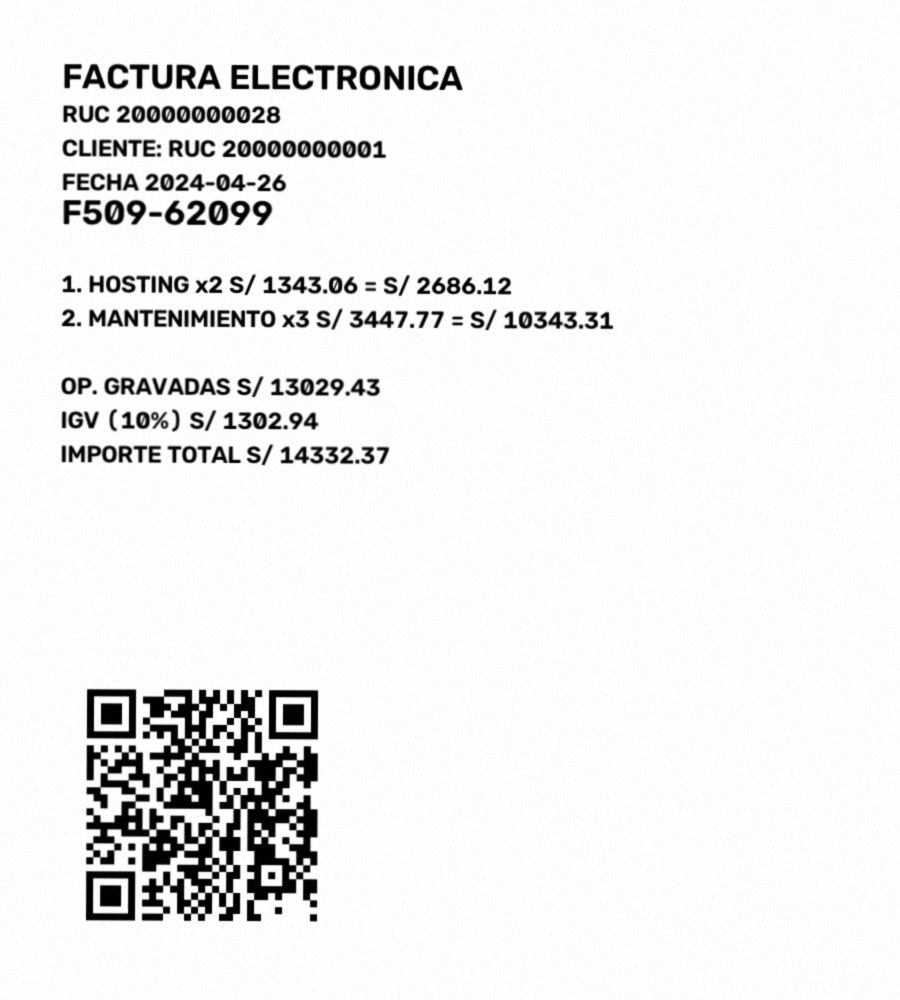 FACTURA ELECTRONICA
RUC 20000000028
CLIENTE: RUC 20000000001
FECHA 2024-04-26
F509-62099
1. HOSTING x2 S/ 1343.06 = S/ 2686.12
2. MANTENIMIENTO x3 S/ 3447.77 = S/ 10343.31
OP. GRAVADAS S/ 13029.43
IGV (10%) S/ 1302.94
IMPORTE TOTAL S/ 14332.37